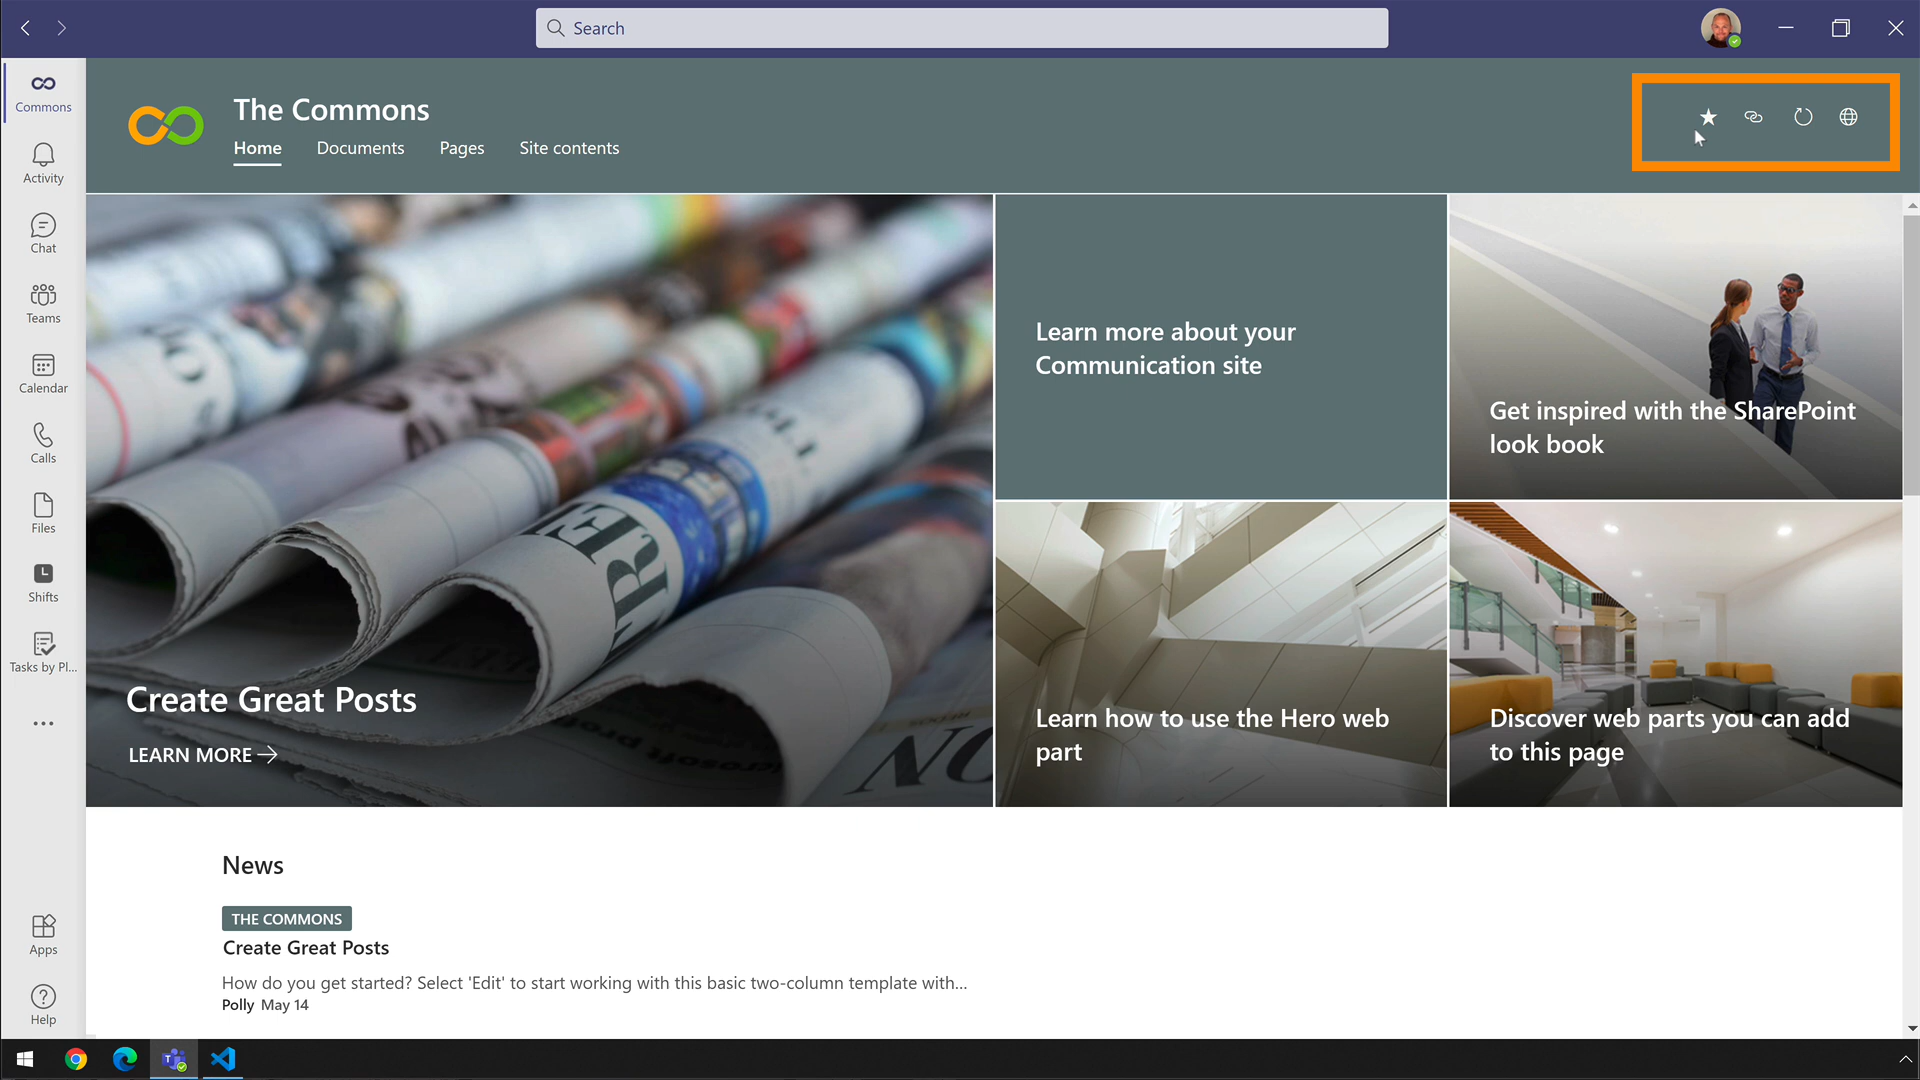 Search
Commons
Activity
Chat
Teams
Calendar
Calls
Files
Shifts
Tasks by Pl...
Apps
Help
The Commons
Home
Documents
Pages
Site contents
Create Great Posts
LEARN MORE
Learn more about your
Communication site
Get inspired with the SharePoint
look book
Learn how to use the Hero web
part
Discover web parts you can add
to this page
News
THE COMMONS
Create Great Posts
How do you get started? Select 'Edit' to start working with this basic two-column template with...
Polly May 14